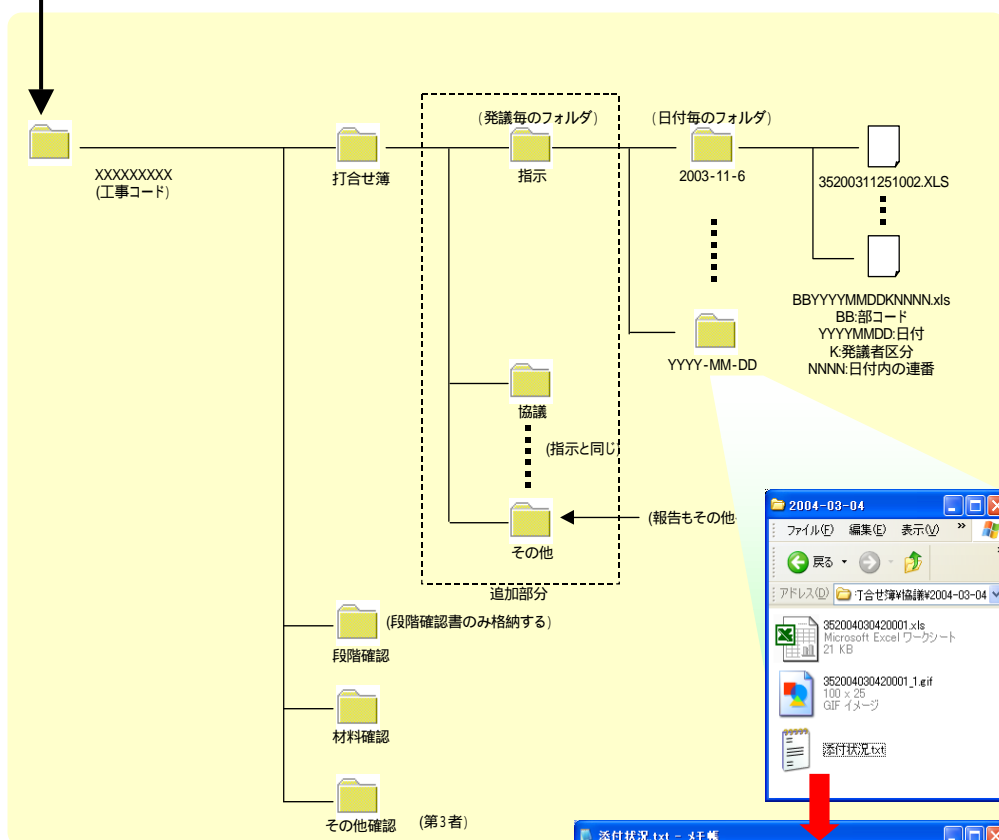 (発議毎のフォルダ)
(日付毎のフォルダ)
XXXXXXXXX
(工事コード)
打合せ簿
指示
2003-11-6
35200311251002.XLS
BBYYYYMMDDKNNNN.xls
BB:部コード
YYYYMMDD:日付
K:発議者区分
NNNN:日付内の連番
YYYY-MM-DD
協議
(指示と同じ
その他
(報告もその他
追加部分
段階確認
(段階確認書のみ格納する)
材料確認
その他確認
(第3者)
2004-03-04
ファイル(F) 編集(E) 表示(V) »
戻る
アドレス(D) 打合せ簿¥協議¥2004-03-04
352004030420001.xls
Microsoft Excel ワークシート
21 KB
352004030420001_1.gif
100 x 25
GIF イメージ
添付状況.txt
添付状況.txt - メモ帳